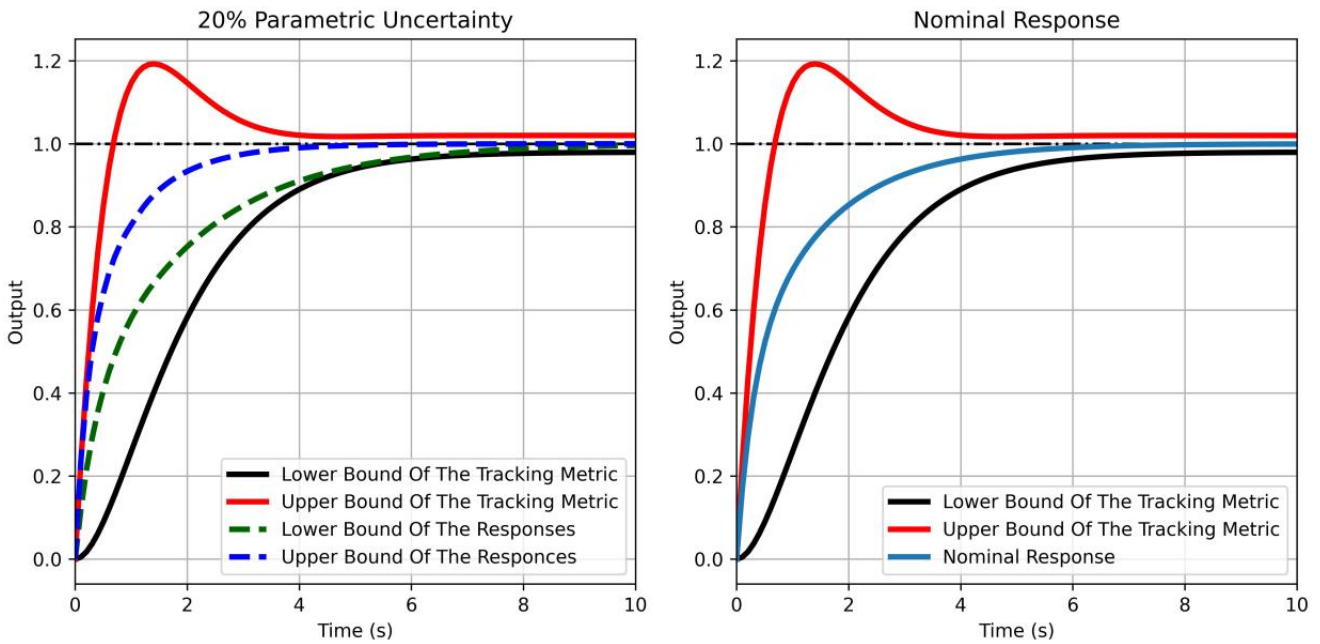 20% Parametric Uncertainty
1.2
1.0
0.8
0.6
0.4
0.2
0.0
Output
Lower Bound Of The Tracking Metric
Upper Bound Of The Tracking Metric
Lower Bound Of The Responses
Upper Bound Of The Responces
0 2 4 6 8 10
Time (s)
Nominal Response
1.2
1.0
0.8
0.6
0.4
0.2
0.0
Output
Lower Bound Of The Tracking Metric
Upper Bound Of The Tracking Metric
Nominal Response
0 2 4 6 8 10
Time (s)